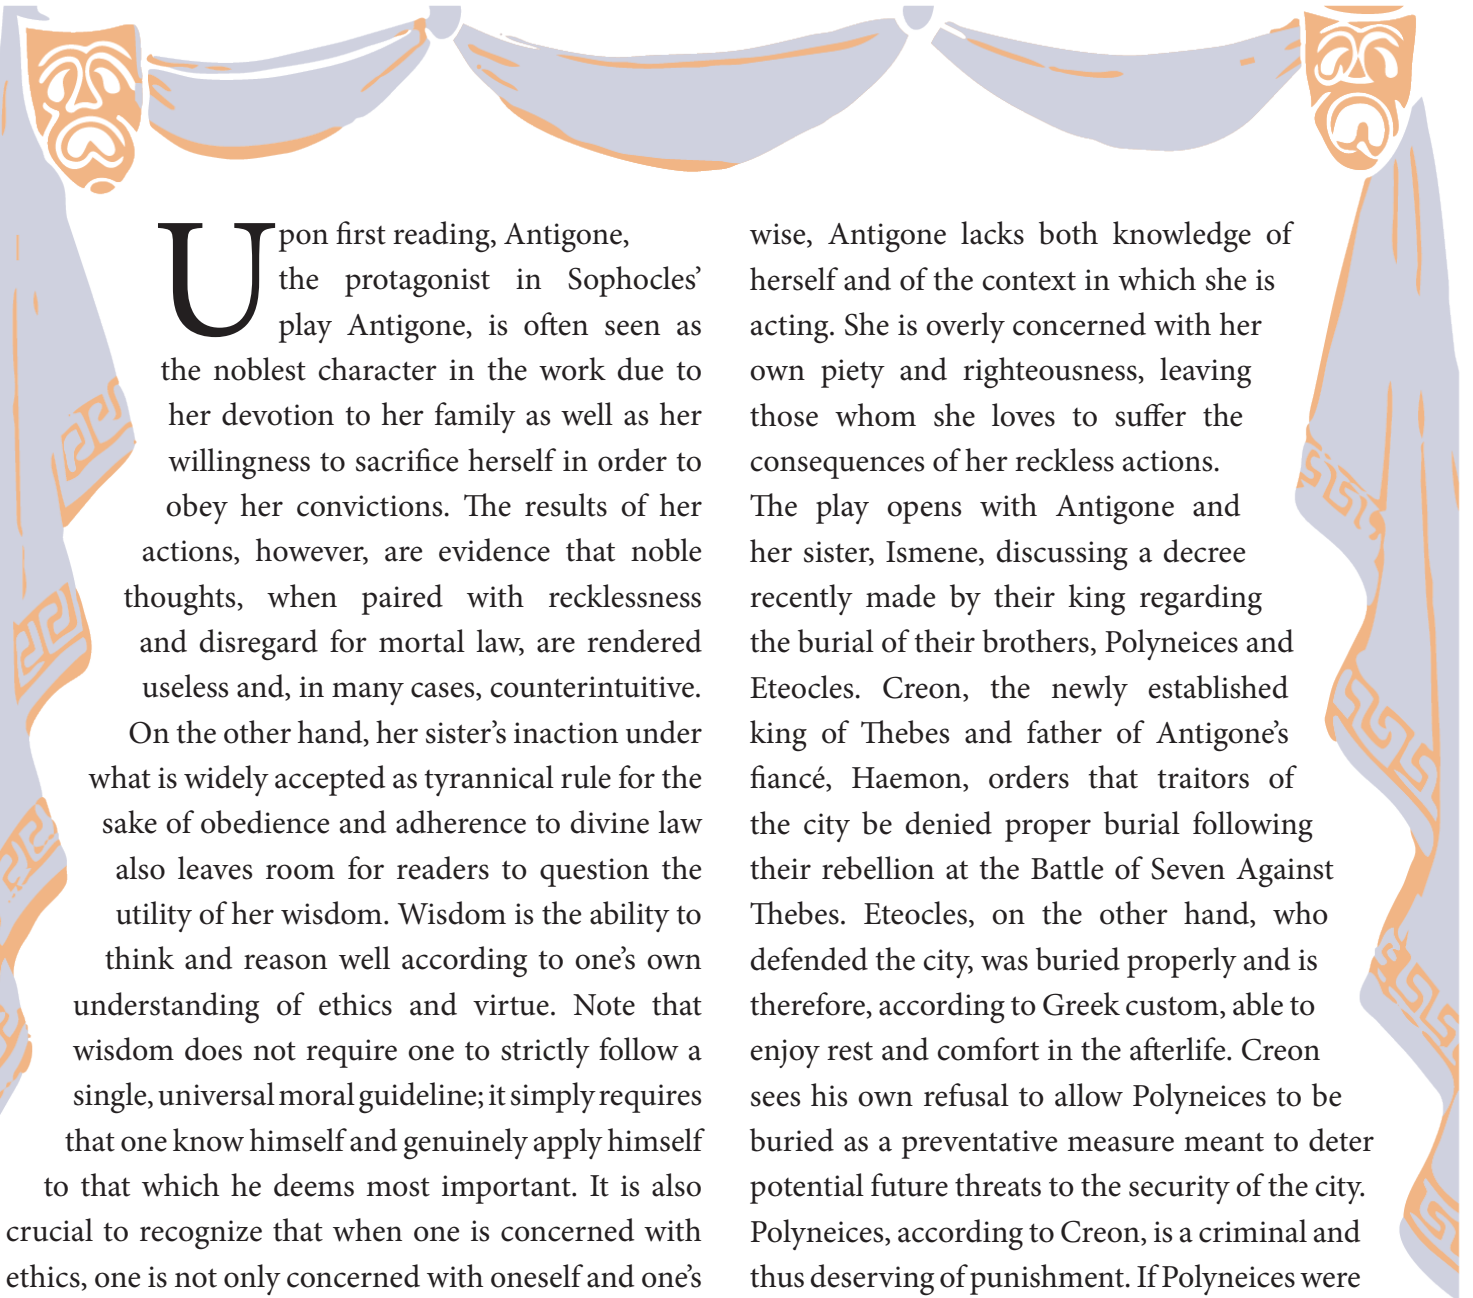 Upon first reading, Antigone,
the protagonist in Sophocles’
play Antigone, is often seen as
the noblest character in the work due to
her devotion to her family as well as her
willingness to sacrifice herself in order to
obey her convictions. The results of her
actions, however, are evidence that noble
thoughts, when paired with recklessness
and disregard for mortal law, are rendered
useless and, in many cases, counterintuitive.
On the other hand, her sister’s inaction under
what is widely accepted as tyrannical rule for the
sake of obedience and adherence to divine law
also leaves room for readers to question the
utility of her wisdom. Wisdom is the ability to
think and reason well according to one’s own
understanding of ethics and virtue. Note that
wisdom does not require one to strictly follow a
single, universal moral guideline; it simply requires
that one know himself and genuinely apply himself
to that which he deems most important. It is also
crucial to recognize that when one is concerned with
ethics, one is not only concerned with oneself and one’s
wise, Antigone lacks both knowledge of
herself and of the context in which she is
acting. She is overly concerned with her
own piety and righteousness, leaving
those whom she loves to suffer the
consequences of her reckless actions.
The play opens with Antigone and
her sister, Ismene, discussing a decree
recently made by their king regarding
the burial of their brothers, Polyneices and
Eteocles. Creon, the newly established
king of Thebes and father of Antigone’s
fiancé, Haemon, orders that traitors of
the city be denied proper burial following
their rebellion at the Battle of Seven Against
Thebes. Eteocles, on the other hand, who
defended the city, was buried properly and is
therefore, according to Greek custom, able to
enjoy rest and comfort in the afterlife. Creon
sees his own refusal to allow Polyneices to be
buried as a preventative measure meant to deter
potential future threats to the security of the city.
Polyneices, according to Creon, is a criminal and
thus deserving of punishment. If Polyneices were